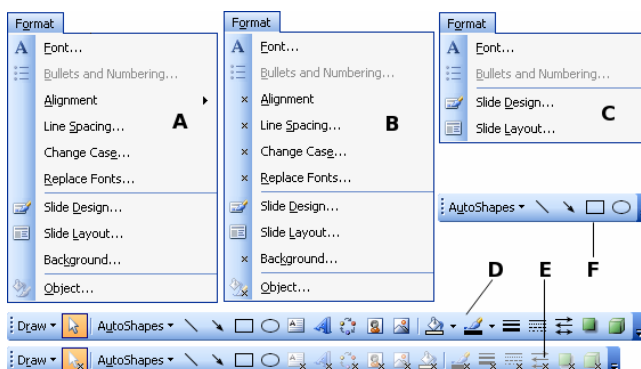 Format
Font...
Bullets and Numbering...
Alignment
Line Spacing...
Change Case...
Replace Fonts...
Slide Design...
Slide Layout...
Background...
Object...
A
Format
Font...
Bullets and Numbering...
Alignment
Line Spacing...
Change Case...
Replace Fonts...
Slide Design...
Slide Layout...
Background...
Object...
B
Format
Font...
Bullets and Numbering...
Slide Design...
Slide Layout...
C
AutoShapes
D E F
Draw AutoShapes
Draw AutoShapes